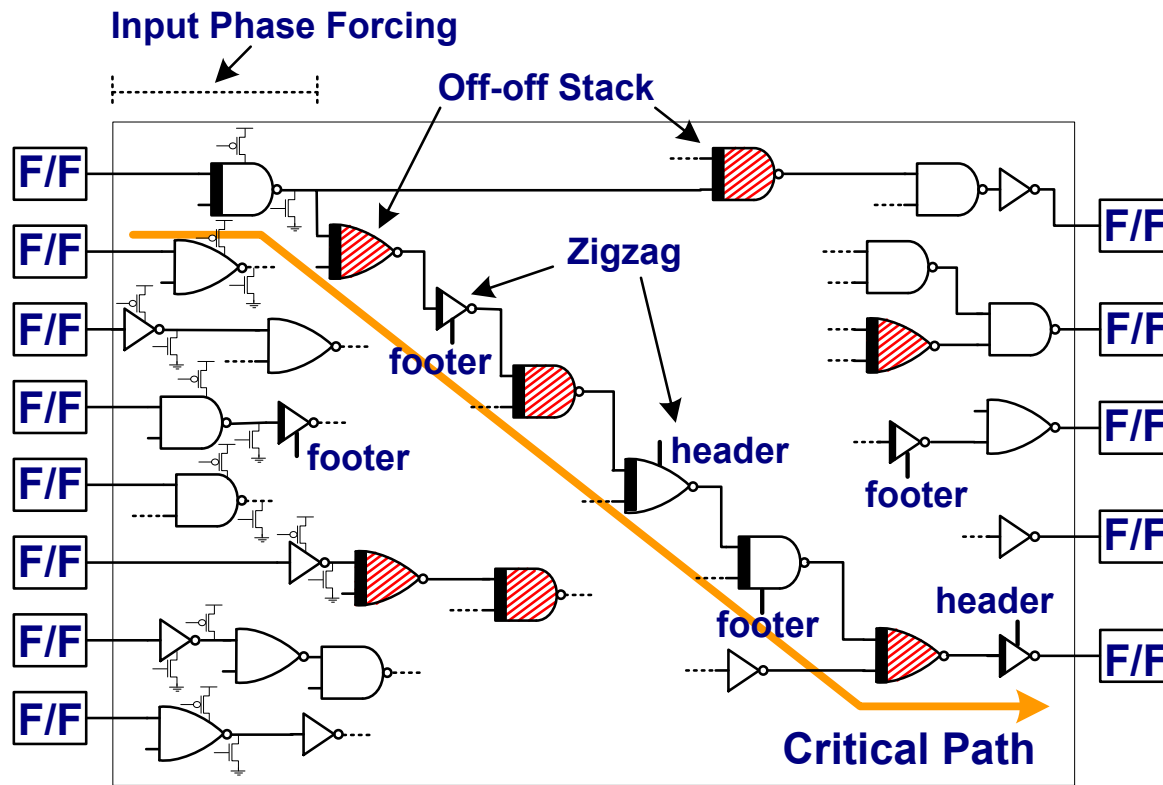 Input Phase Forcing
Off-off Stack
F/F
F/F
F/F
F/F
F/F
F/F
F/F
F/F
Zigzag
footer
footer
header
footer
footer
header
F/F
F/F
F/F
F/F
F/F
Critical Path